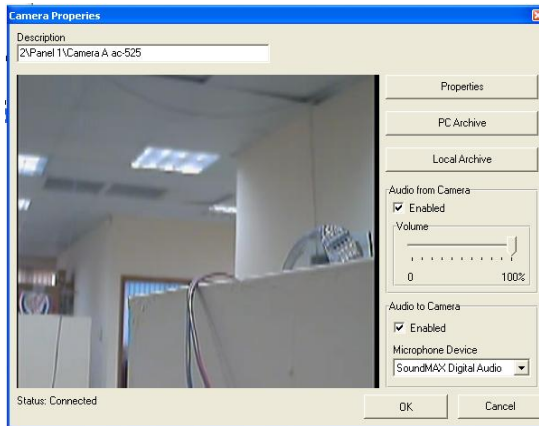 Camera Properies
Description
2\Panel 1\Camera A ac-525
Properties
PC Archive
Local Archive
Audio from Camera
Enabled
Volume
0 100%
Audio to Camera
Enabled
Microphone Device
SoundMAX Digital Audio
Status: Connected
OK Cancel